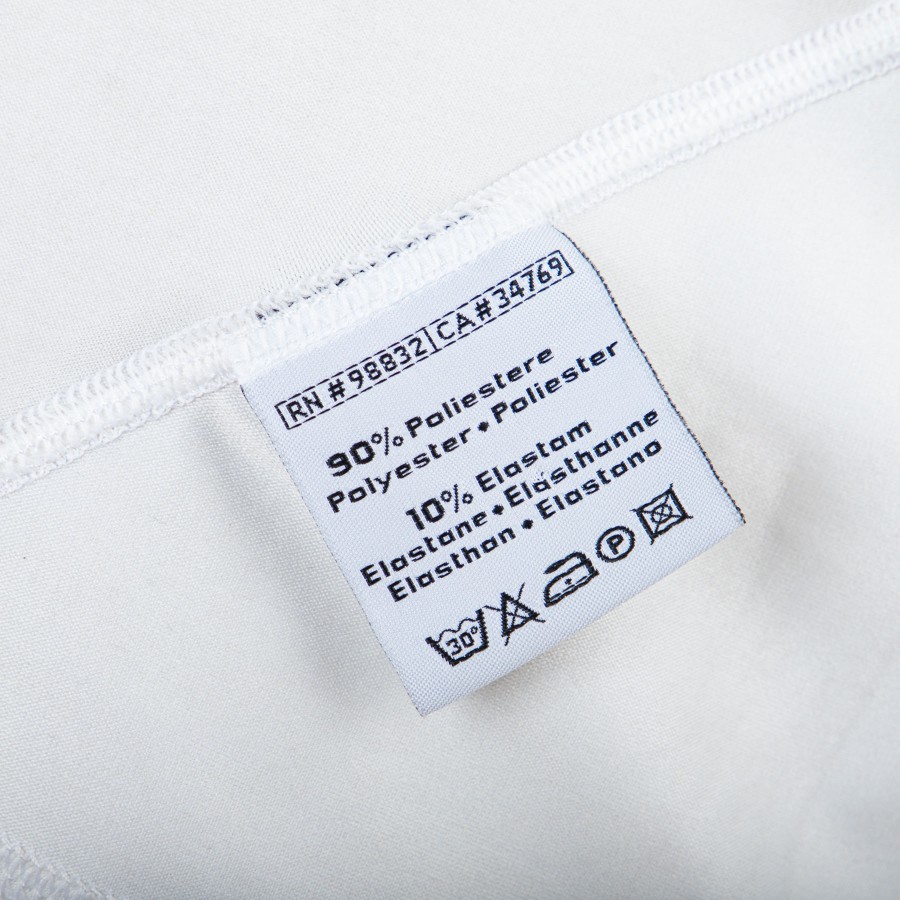 RN #98832 CA #34769
90% Poliestere
Polyester • Poliester
10% Elastam
Elastane • Elasthanne
Elasthan • Elastano
30° P